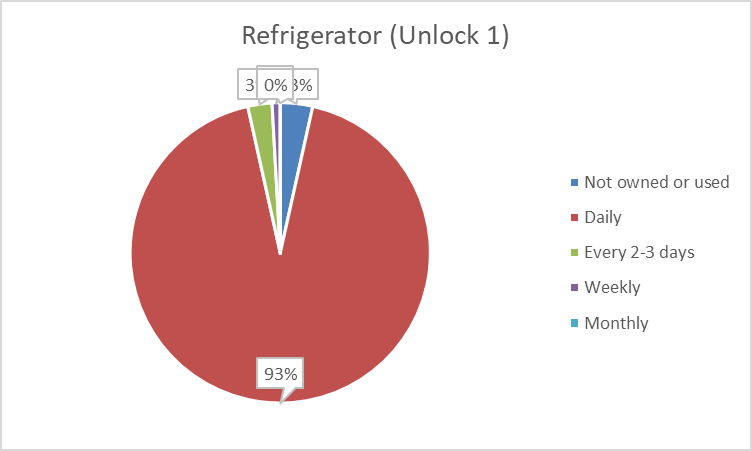 Refrigerator (Unlock 1)
0%
93%
Not owned or used
Daily
Every 2-3 days
Weekly
Monthly